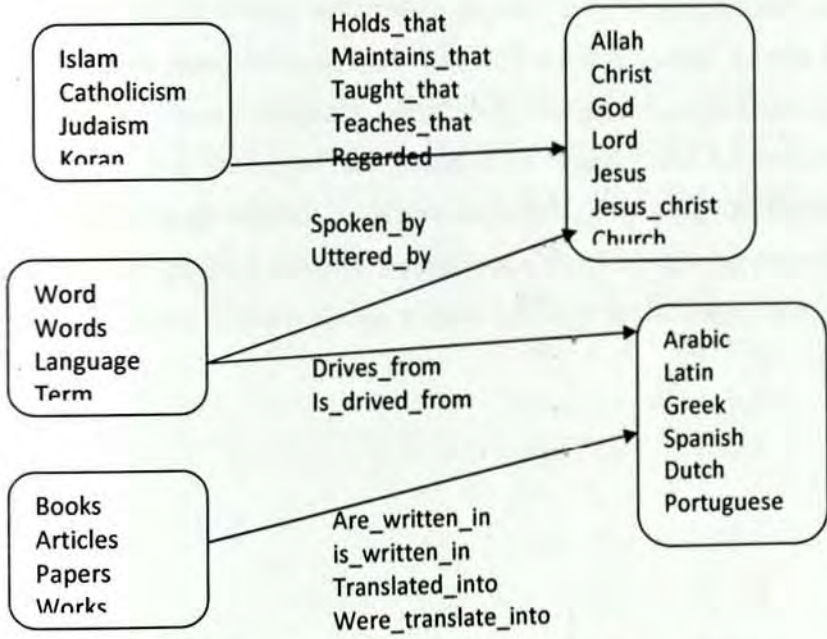 Islam
Catholicism
Judaism
Koran
Holds_that
Maintains_that
Taught_that
Teaches_that
Regarded
Allah
Christ
God
Lord
Jesus
Jesus_christ
Church
Spoken_by
Uttered_by
Word
Words
Language
Term
Drives_from
Is_drived_from
Arabic
Latin
Greek
Spanish
Dutch
Portuguese
Books
Articles
Papers
Works
Are_written_in
is_written_in
Translated_into
Were_translate_into